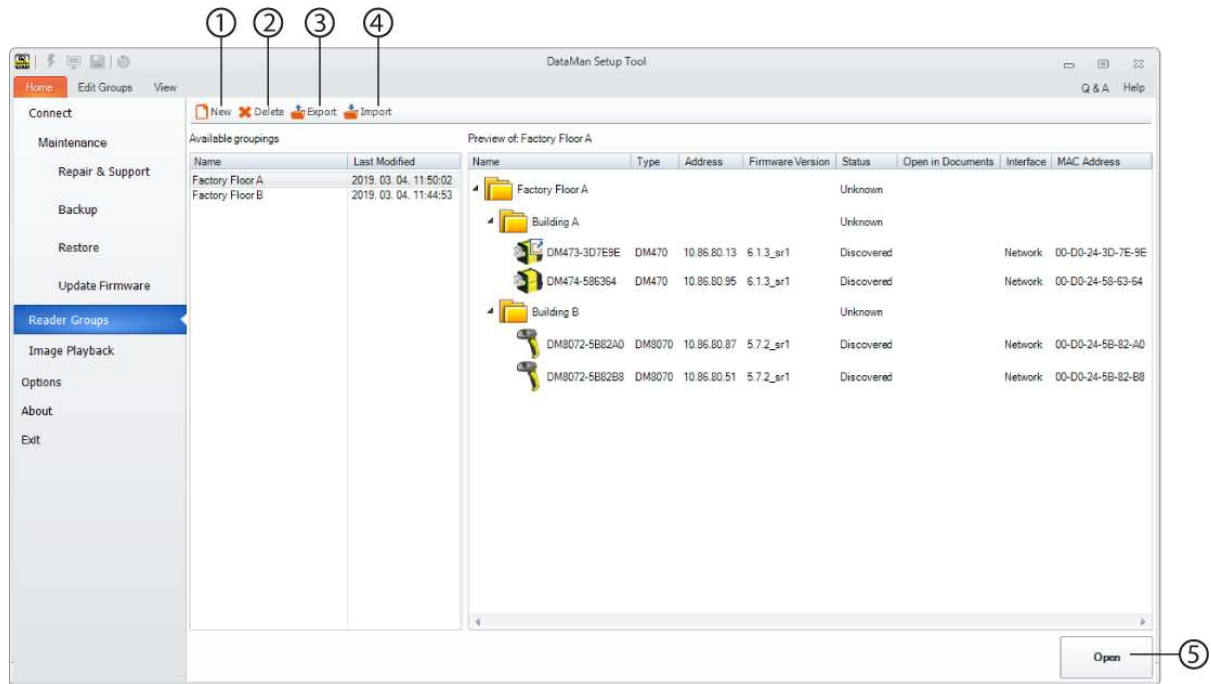 1 2 3 4
DataMan Setup Tool
Home Edit Groups View Q & A Help
New Delete Export Import
Connect
Maintenance
Repair & Support
Backup
Restore
Update Firmware
Reader Groups
Image Playback
Options
About
Exit
Available groupings
Name Last Modified
Factory Floor A 2019. 03. 04. 11:50:02
Factory Floor B 2019. 03. 04. 11:44:53
Preview of: Factory Floor A
Name Type Address Firmware Version Status Open in Documents Interface MAC Address
Factory Floor A Unknown
Building A Unknown
DM473-3D7E9E DM470 10.86.80.13 6.1.3_sr1 Discovered Network 00-D0-24-3D-7E-9E
DM474-586364 DM470 10.86.80.95 6.1.3_sr1 Discovered Network 00-D0-24-58-63-64
Building B Unknown
DM8072-5B82A0 DM8070 10.86.80.87 5.7.2_sr1 Discovered Network 00-D0-24-5B-82-A0
DM8072-5B82B8 DM8070 10.86.80.51 5.7.2_sr1 Discovered Network 00-D0-24-5B-82-B8
Open 5